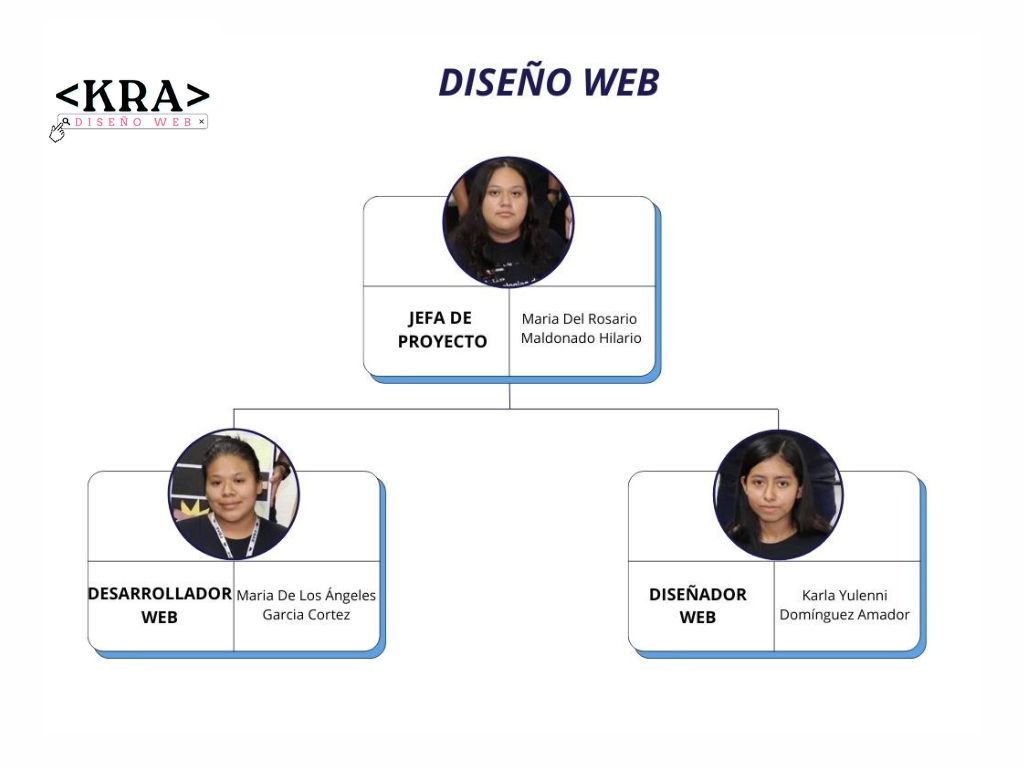 <KRA>
DISEÑO WEB
DISEÑO WEB
JEFA DE
PROYECTO
Maria Del Rosario
Maldonado Hilario
DESARROLLADOR
WEB
Maria De Los Ángeles
Garcia Cortez
DISEÑADOR
WEB
Karla Yulenni
Domínguez Amador